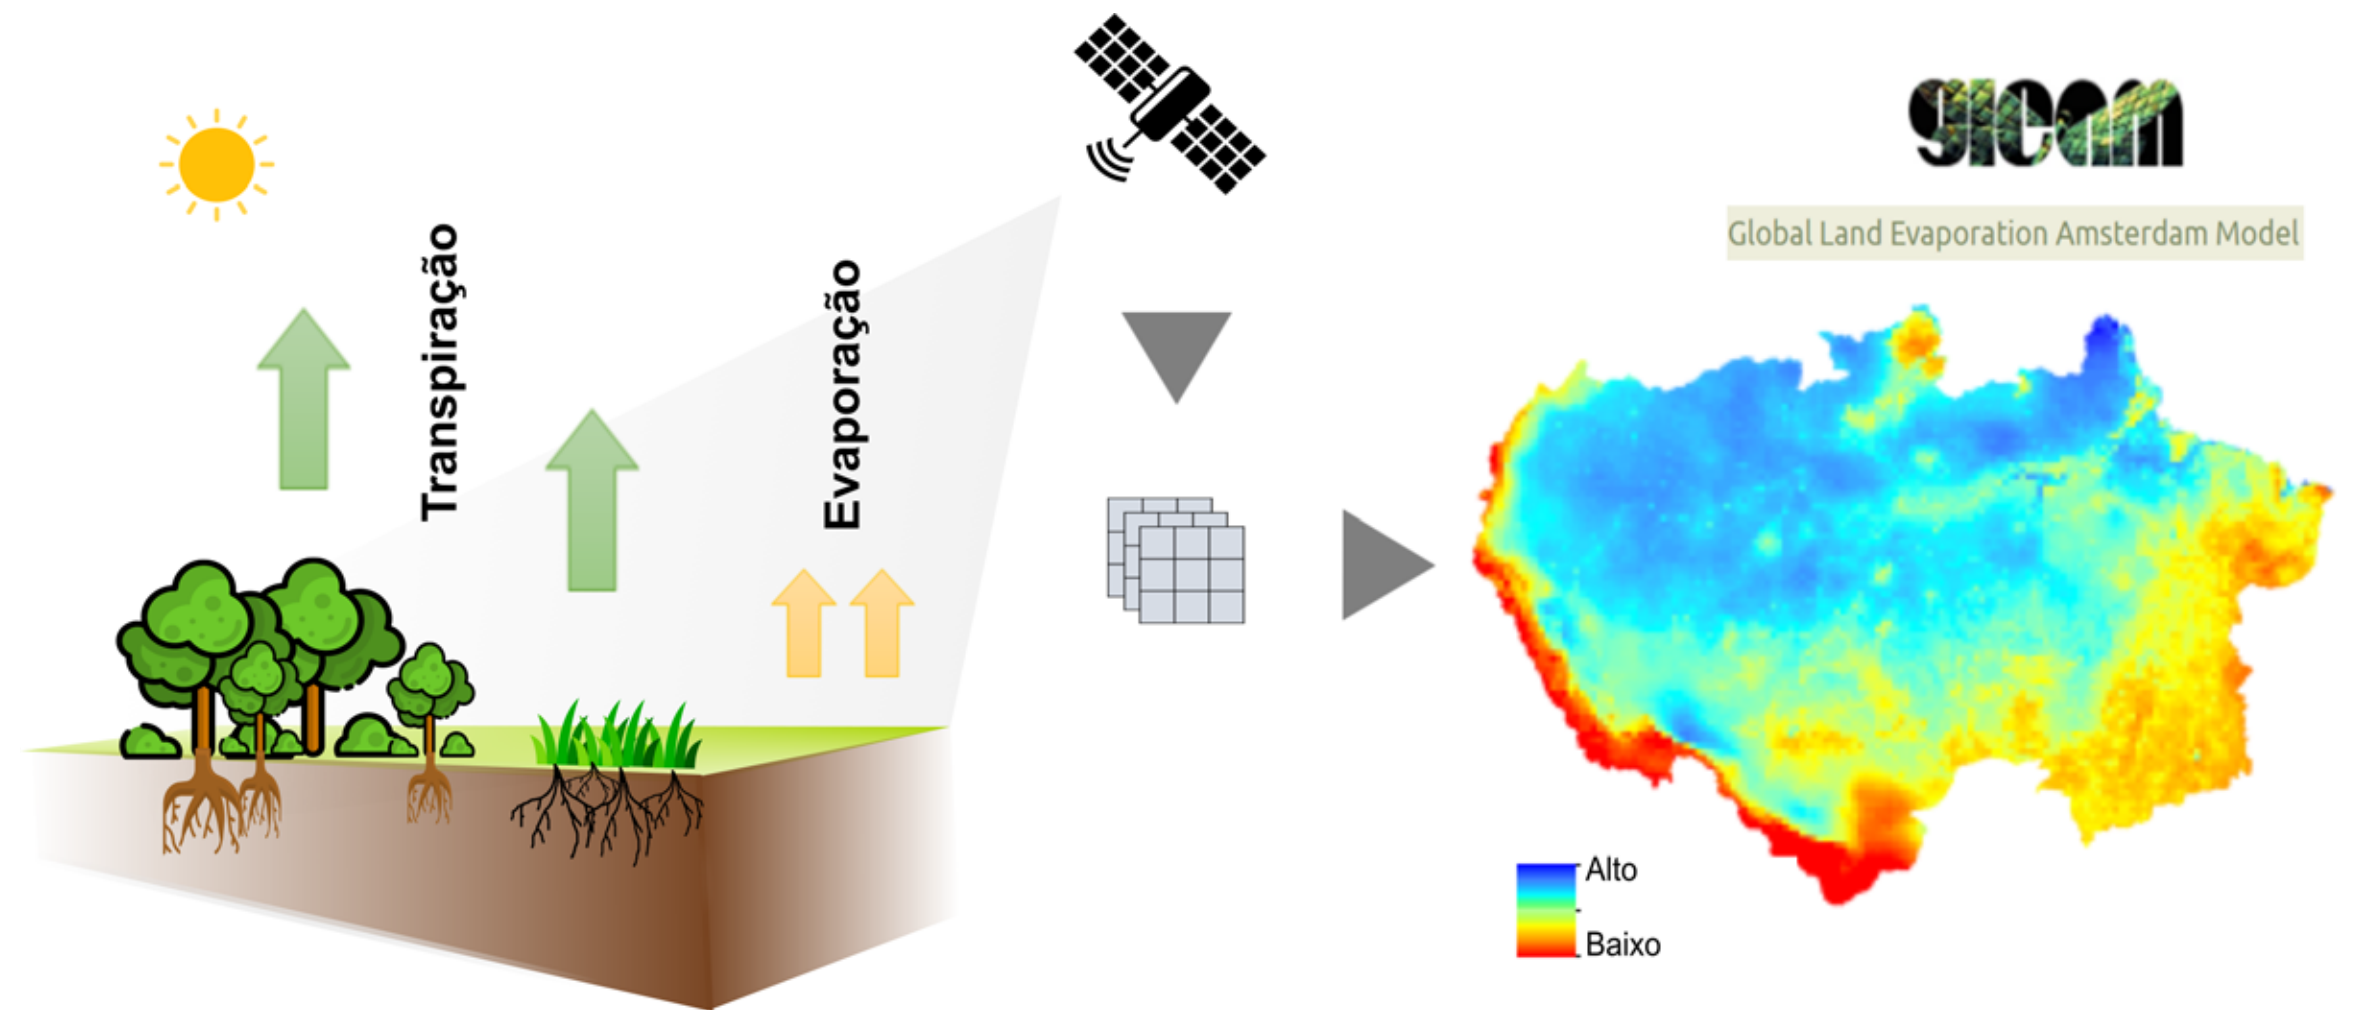 Transpiração
Evaporação
gleam
Global Land Evaporation Amsterdam Model
Alto
Baixo